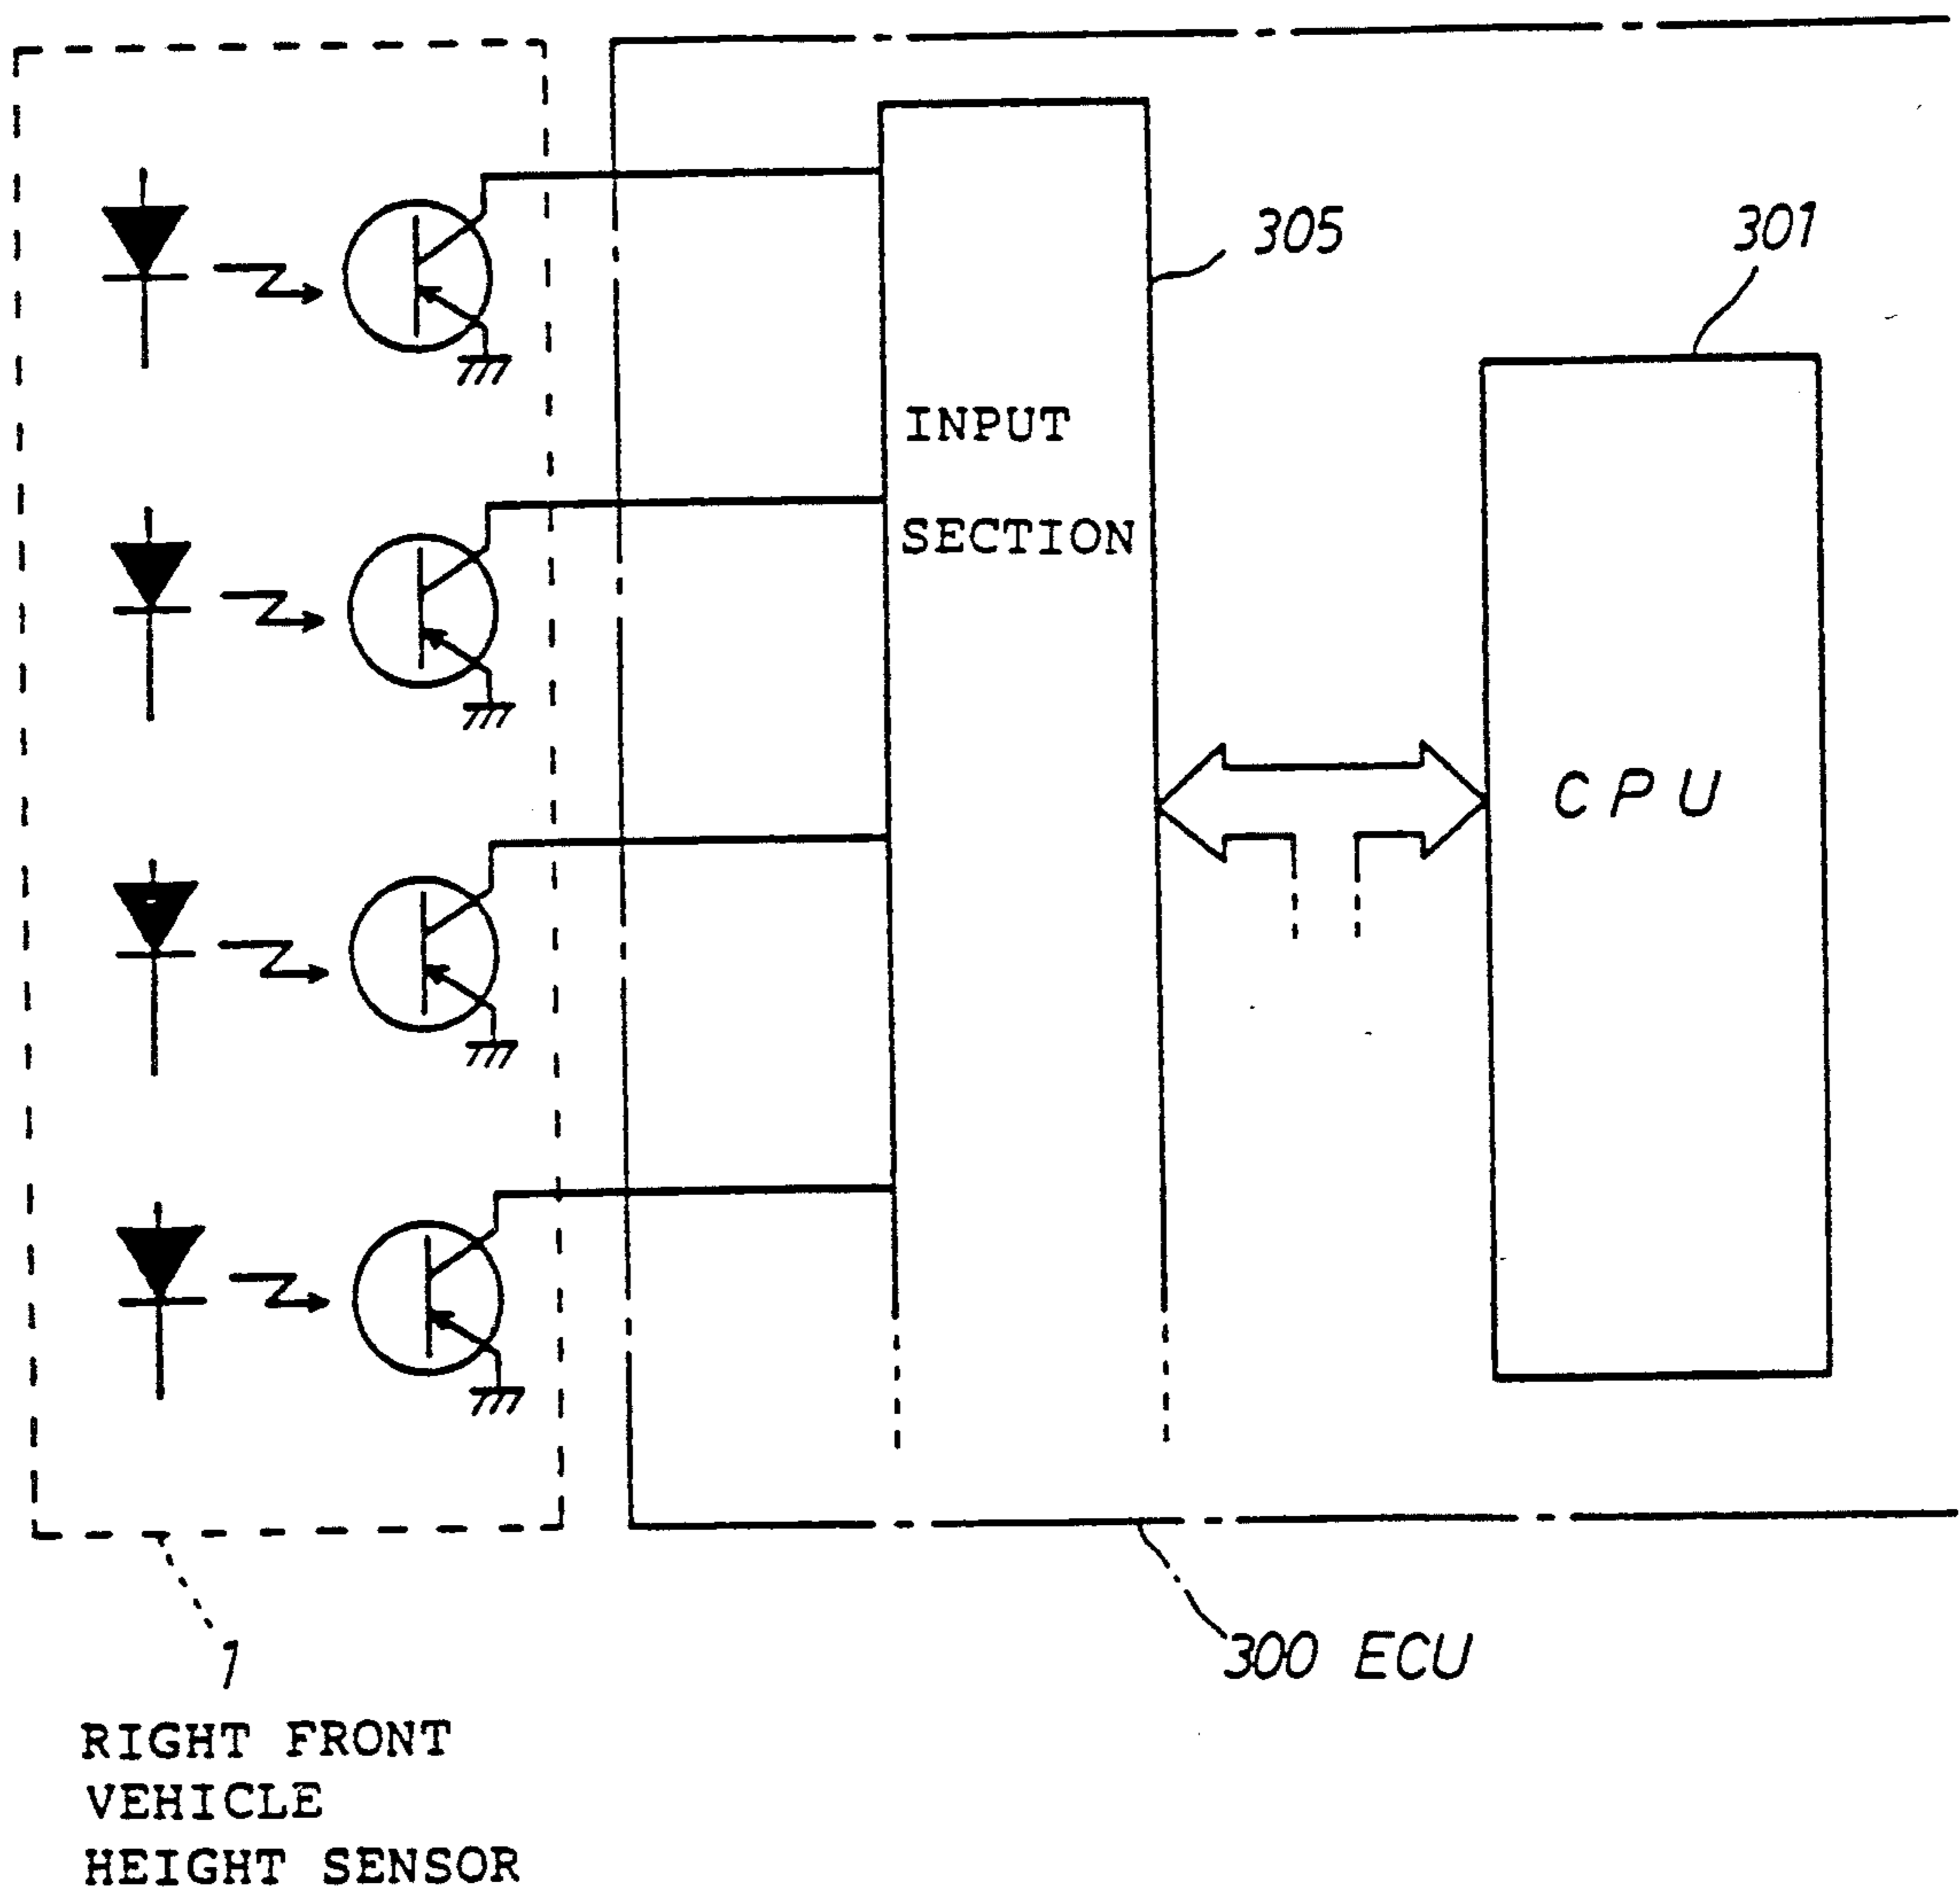 305
301
INPUT
SECTION
CPU
300 ECU
1
RIGHT FRONT
VEHICLE
HEIGHT SENSOR